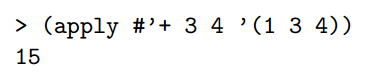 > (apply #’+ 3 4 ’(1 3 4))
15